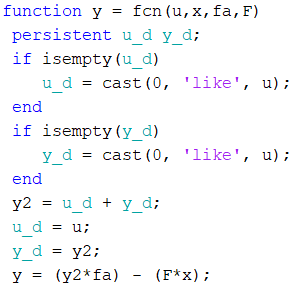 function y = fcn(u,x,fa,F)
persistent u_d y_d;
if isempty(u_d)
u_d = cast(0, 'like', u);
end
if isempty(y_d)
y_d = cast(0, 'like', u);
end
y2 = u_d + y_d;
u_d = u;
y_d = y2;
y = (y2*fa) - (F*x);